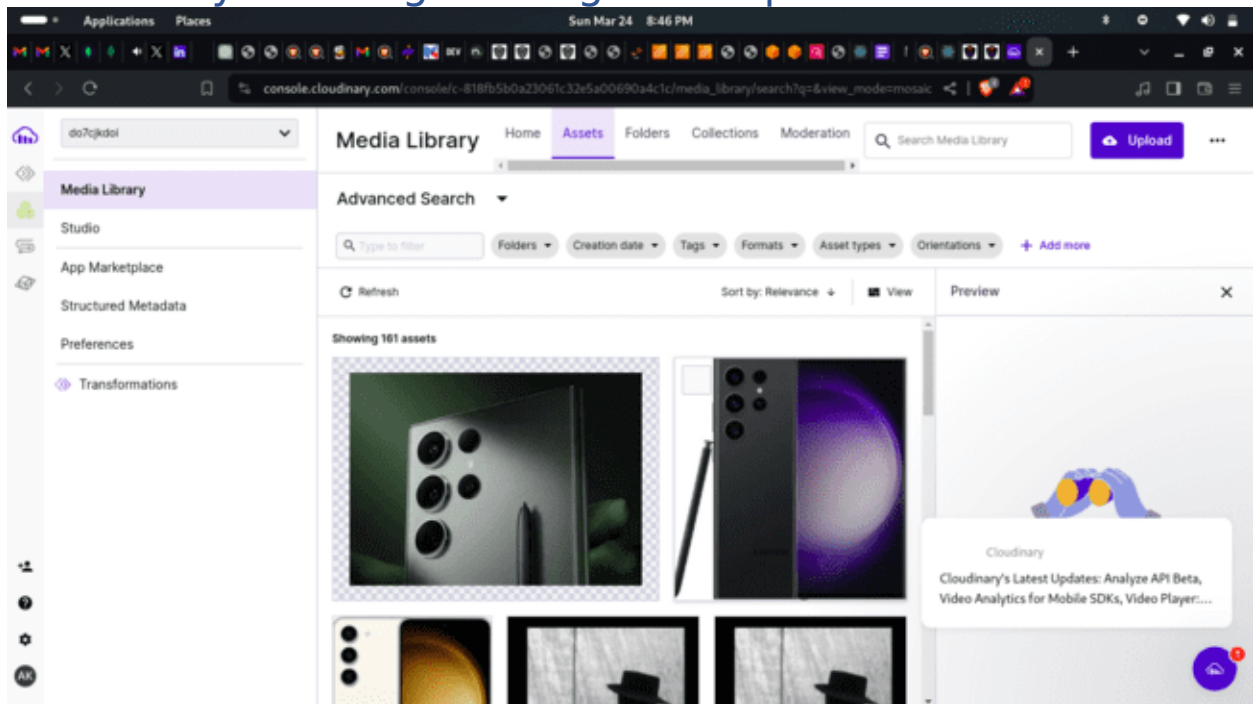 Applications Places Sun Mar 24 8:46 PM
console.cloudinary.com/console/c-818fb5b0a23061c32e5a00690a4c1c/media_library/search?q=&view_mode=mosaic
do7cjkdoi
Media Library Home Assets Folders Collections Moderation Search Media Library Upload
Media Library
Studio
App Marketplace
Structured Metadata
Preferences
Transformations
AK
Advanced Search
Type to filter Folders Creation date Tags Formats Asset types Orientations + Add more
Refresh Sort by: Relevance View Preview
Showing 161 assets
Cloudinary
Cloudinary's Latest Updates: Analyze API Beta,
Video Analytics for Mobile SDKs, Video Player:...